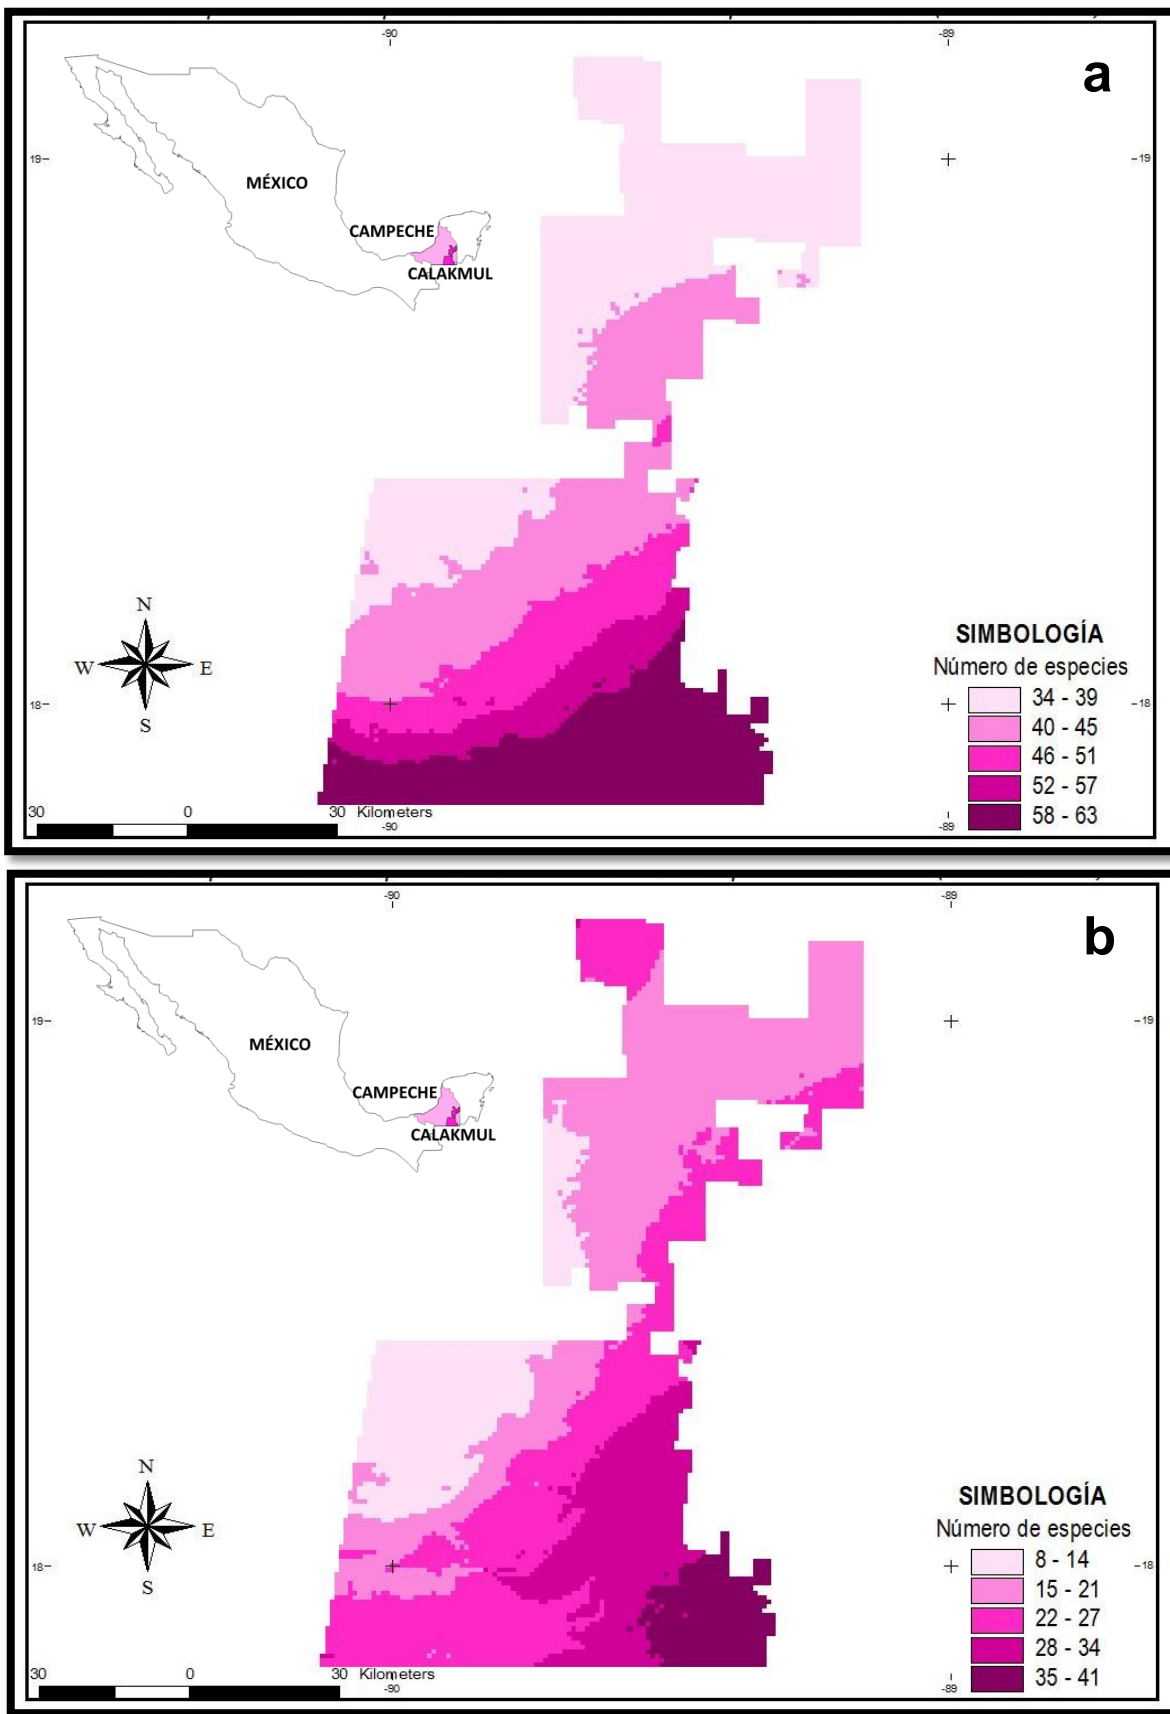 -90
-89
a
19
-19
MÉXICO
CAMPECHE
CALAKMUL
N
W
E
S
18
-18
SIMBOLOGÍA
Número de especies
34 - 39
40 - 45
46 - 51
52 - 57
58 - 63
30
0
30 Kilometers
-90
-89
-90
-89
b
19
-19
MÉXICO
CAMPECHE
CALAKMUL
N
W
E
S
18
-18
SIMBOLOGÍA
Número de especies
8 - 14
15 - 21
22 - 27
28 - 34
35 - 41
30
0
30 Kilometers
-90
-89